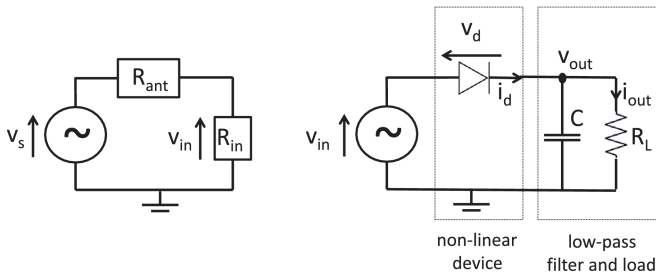 v_s
R_ant
v_in
R_in
v_in
v_d
i_d
v_out
i_out
C
R_L
non-linear
device
low-pass
filter and load